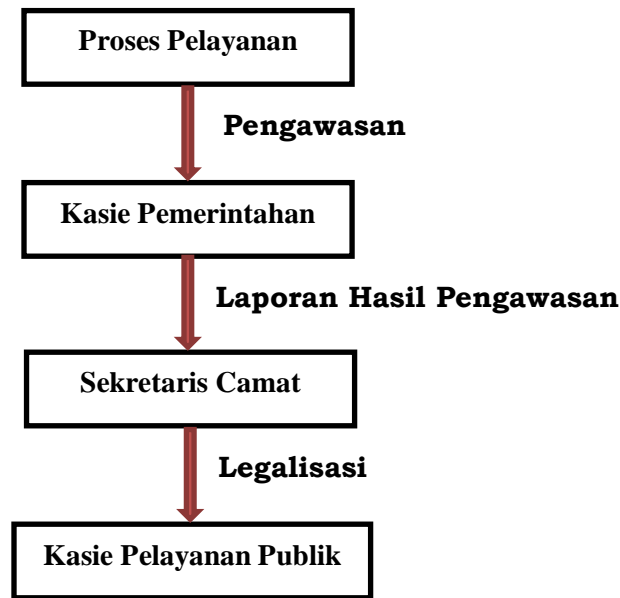 Proses Pelayanan
Pengawasan
Kasie Pemerintahan
Laporan Hasil Pengawasan
Sekretaris Camat
Legalisasi
Kasie Pelayanan Publik